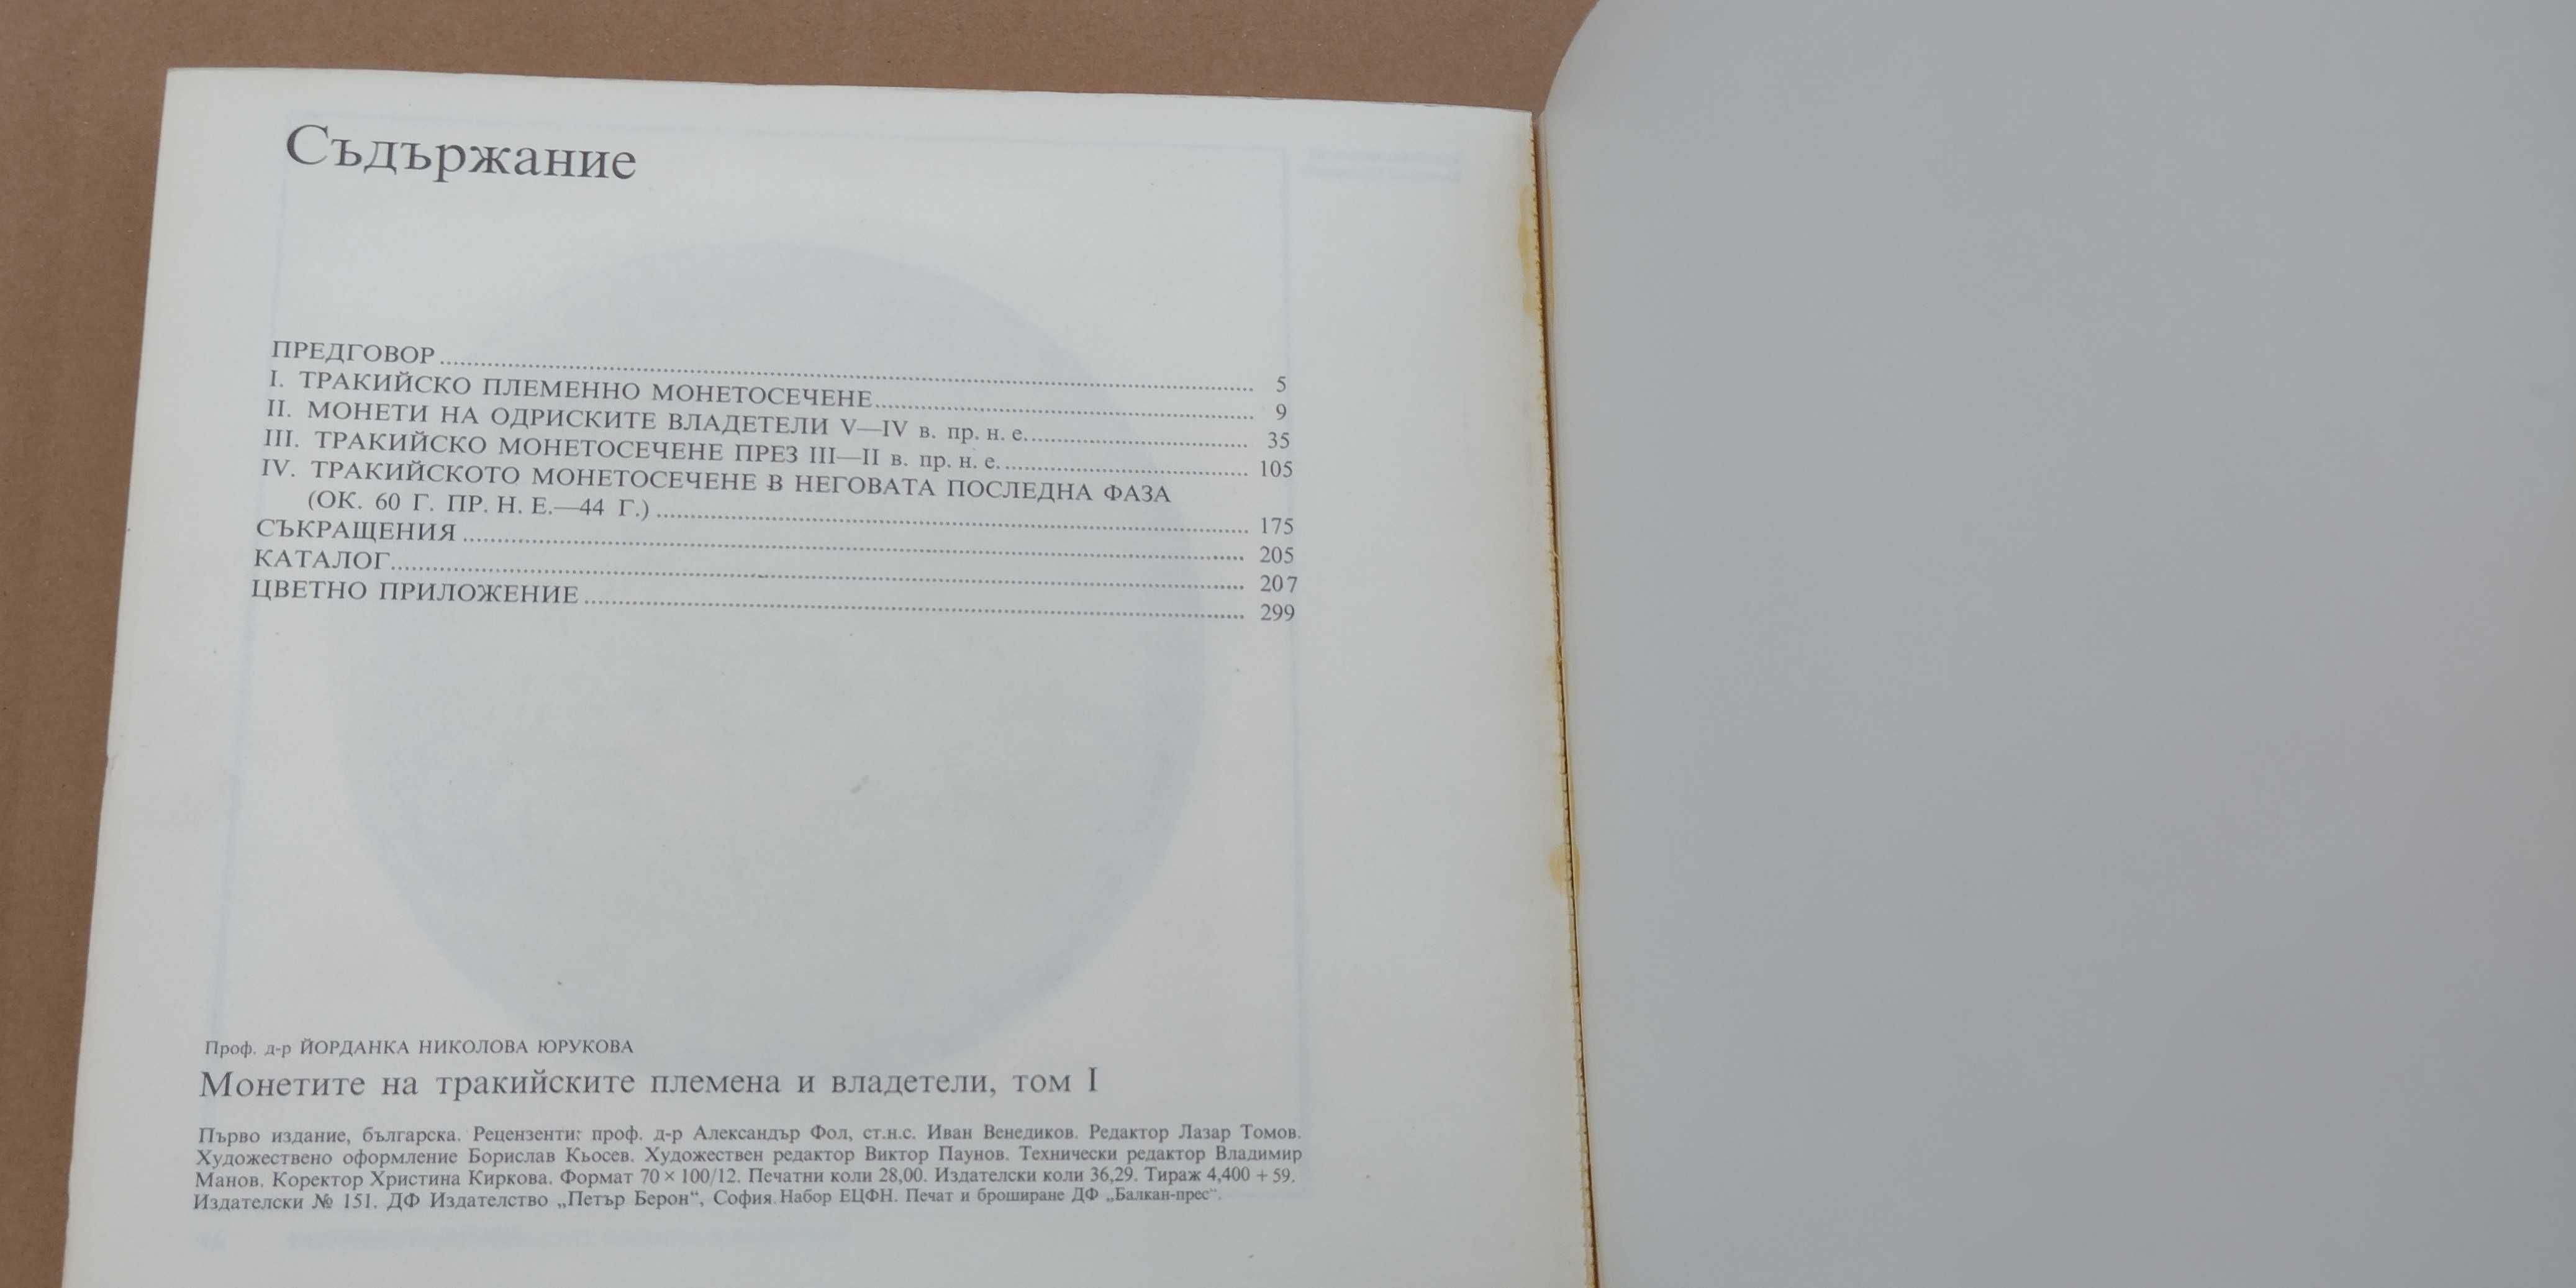 Съдържание
ПРЕДГОВОР........................ 5
I. ТРАКИЙСКО ПЛЕМЕННО МОНЕТОСЕЧЕНЕ........................ 9
II. МОНЕТИ НА ОДРИСКИТЕ ВЛАДЕТЕЛИ V—IV в. пр. н. е........................ 35
III. ТРАКИЙСКО МОНЕТОСЕЧЕНЕ ПРЕЗ III—II в. пр. н. е........................ 105
IV. ТРАКИЙСКОТО МОНЕТОСЕЧЕНЕ В НЕГОВАТА ПОСЛЕДНА ФАЗА
(ОК. 60 Г. ПР. Н. Е.—44 Г.)........................ 175
СЪКРАЩЕНИЯ........................ 205
КАТАЛОГ........................ 207
ЦВЕТНО ПРИЛОЖЕНИЕ........................ 299
Проф. д-р ЙОРДАНКА НИКОЛОВА ЮРУКОВА
Монетите на тракийските племена и владетели, том I
Първо издание, българска. Рецензенти: проф. д-р Александър Фол, ст.н.с. Иван Венедиков. Редактор Лазар Томов.
Художествено оформление Борислав Кьосев. Художествен редактор Виктор Паунов. Технически редактор Владимир
Манов. Коректор Христина Киркова. Формат 70×100/12. Печатни коли 28,00. Издателски коли 36,29. Тираж 4,400 + 59.
Издателски № 151. ДФ Издателство „Петър Берон“, София. Набор ЕЦФН. Печат и броширане ДФ „Балкан-прес“.